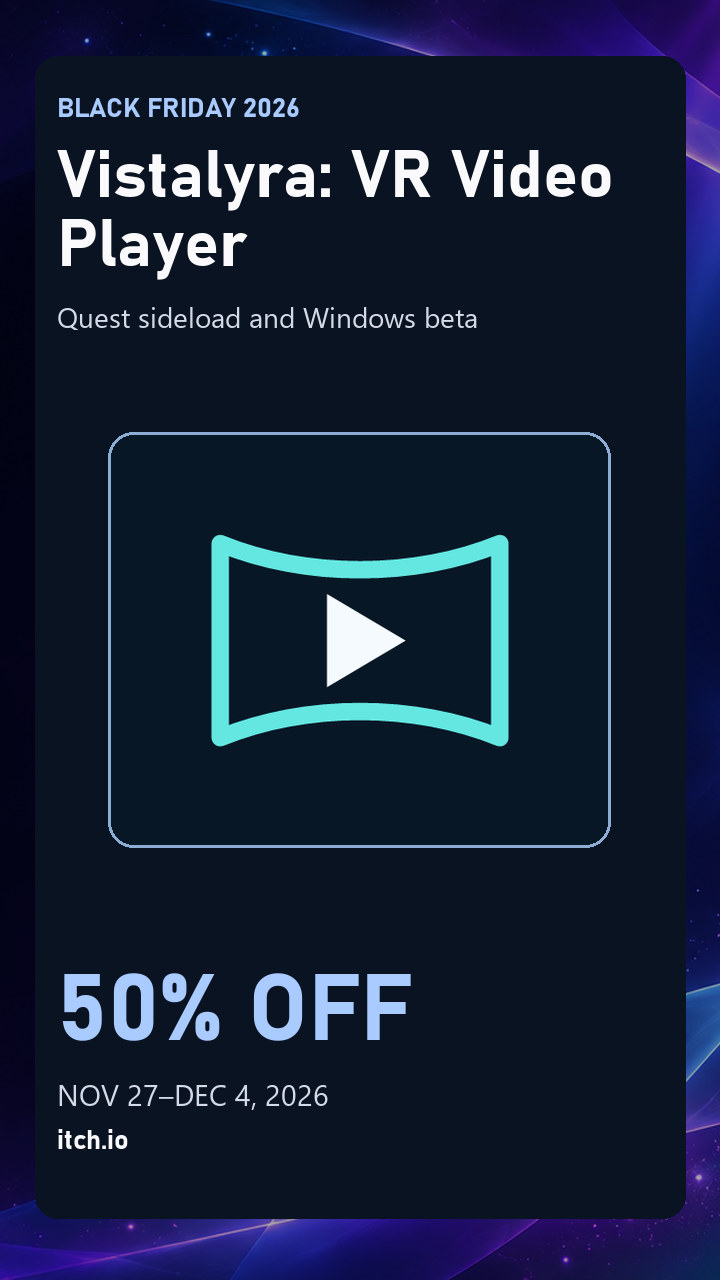 BLACK FRIDAY 2026
Vistalyra: VR Video
Player
Quest sideload and Windows beta
50% OFF
NOV 27–DEC 4, 2026
itch.io